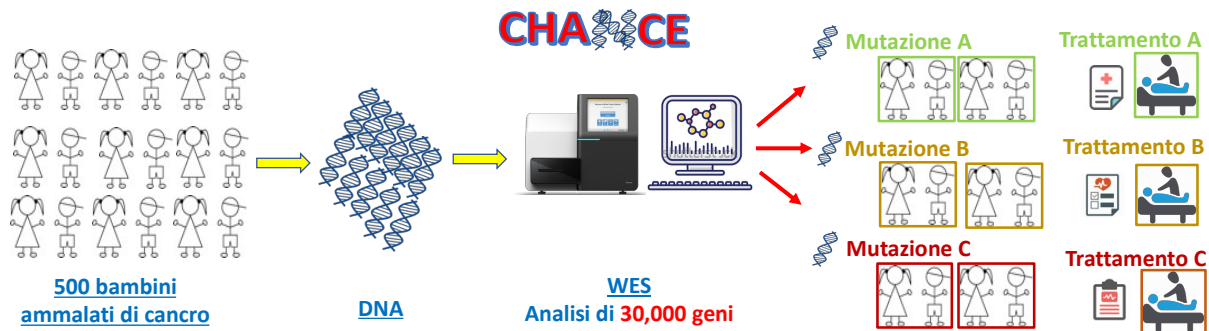 CHANCE
Mutazione A
Trattamento A
Mutazione B
Trattamento B
Mutazione C
Trattamento C
500 bambini
ammalati di cancro
DNA
WES
Analisi di 30,000 geni